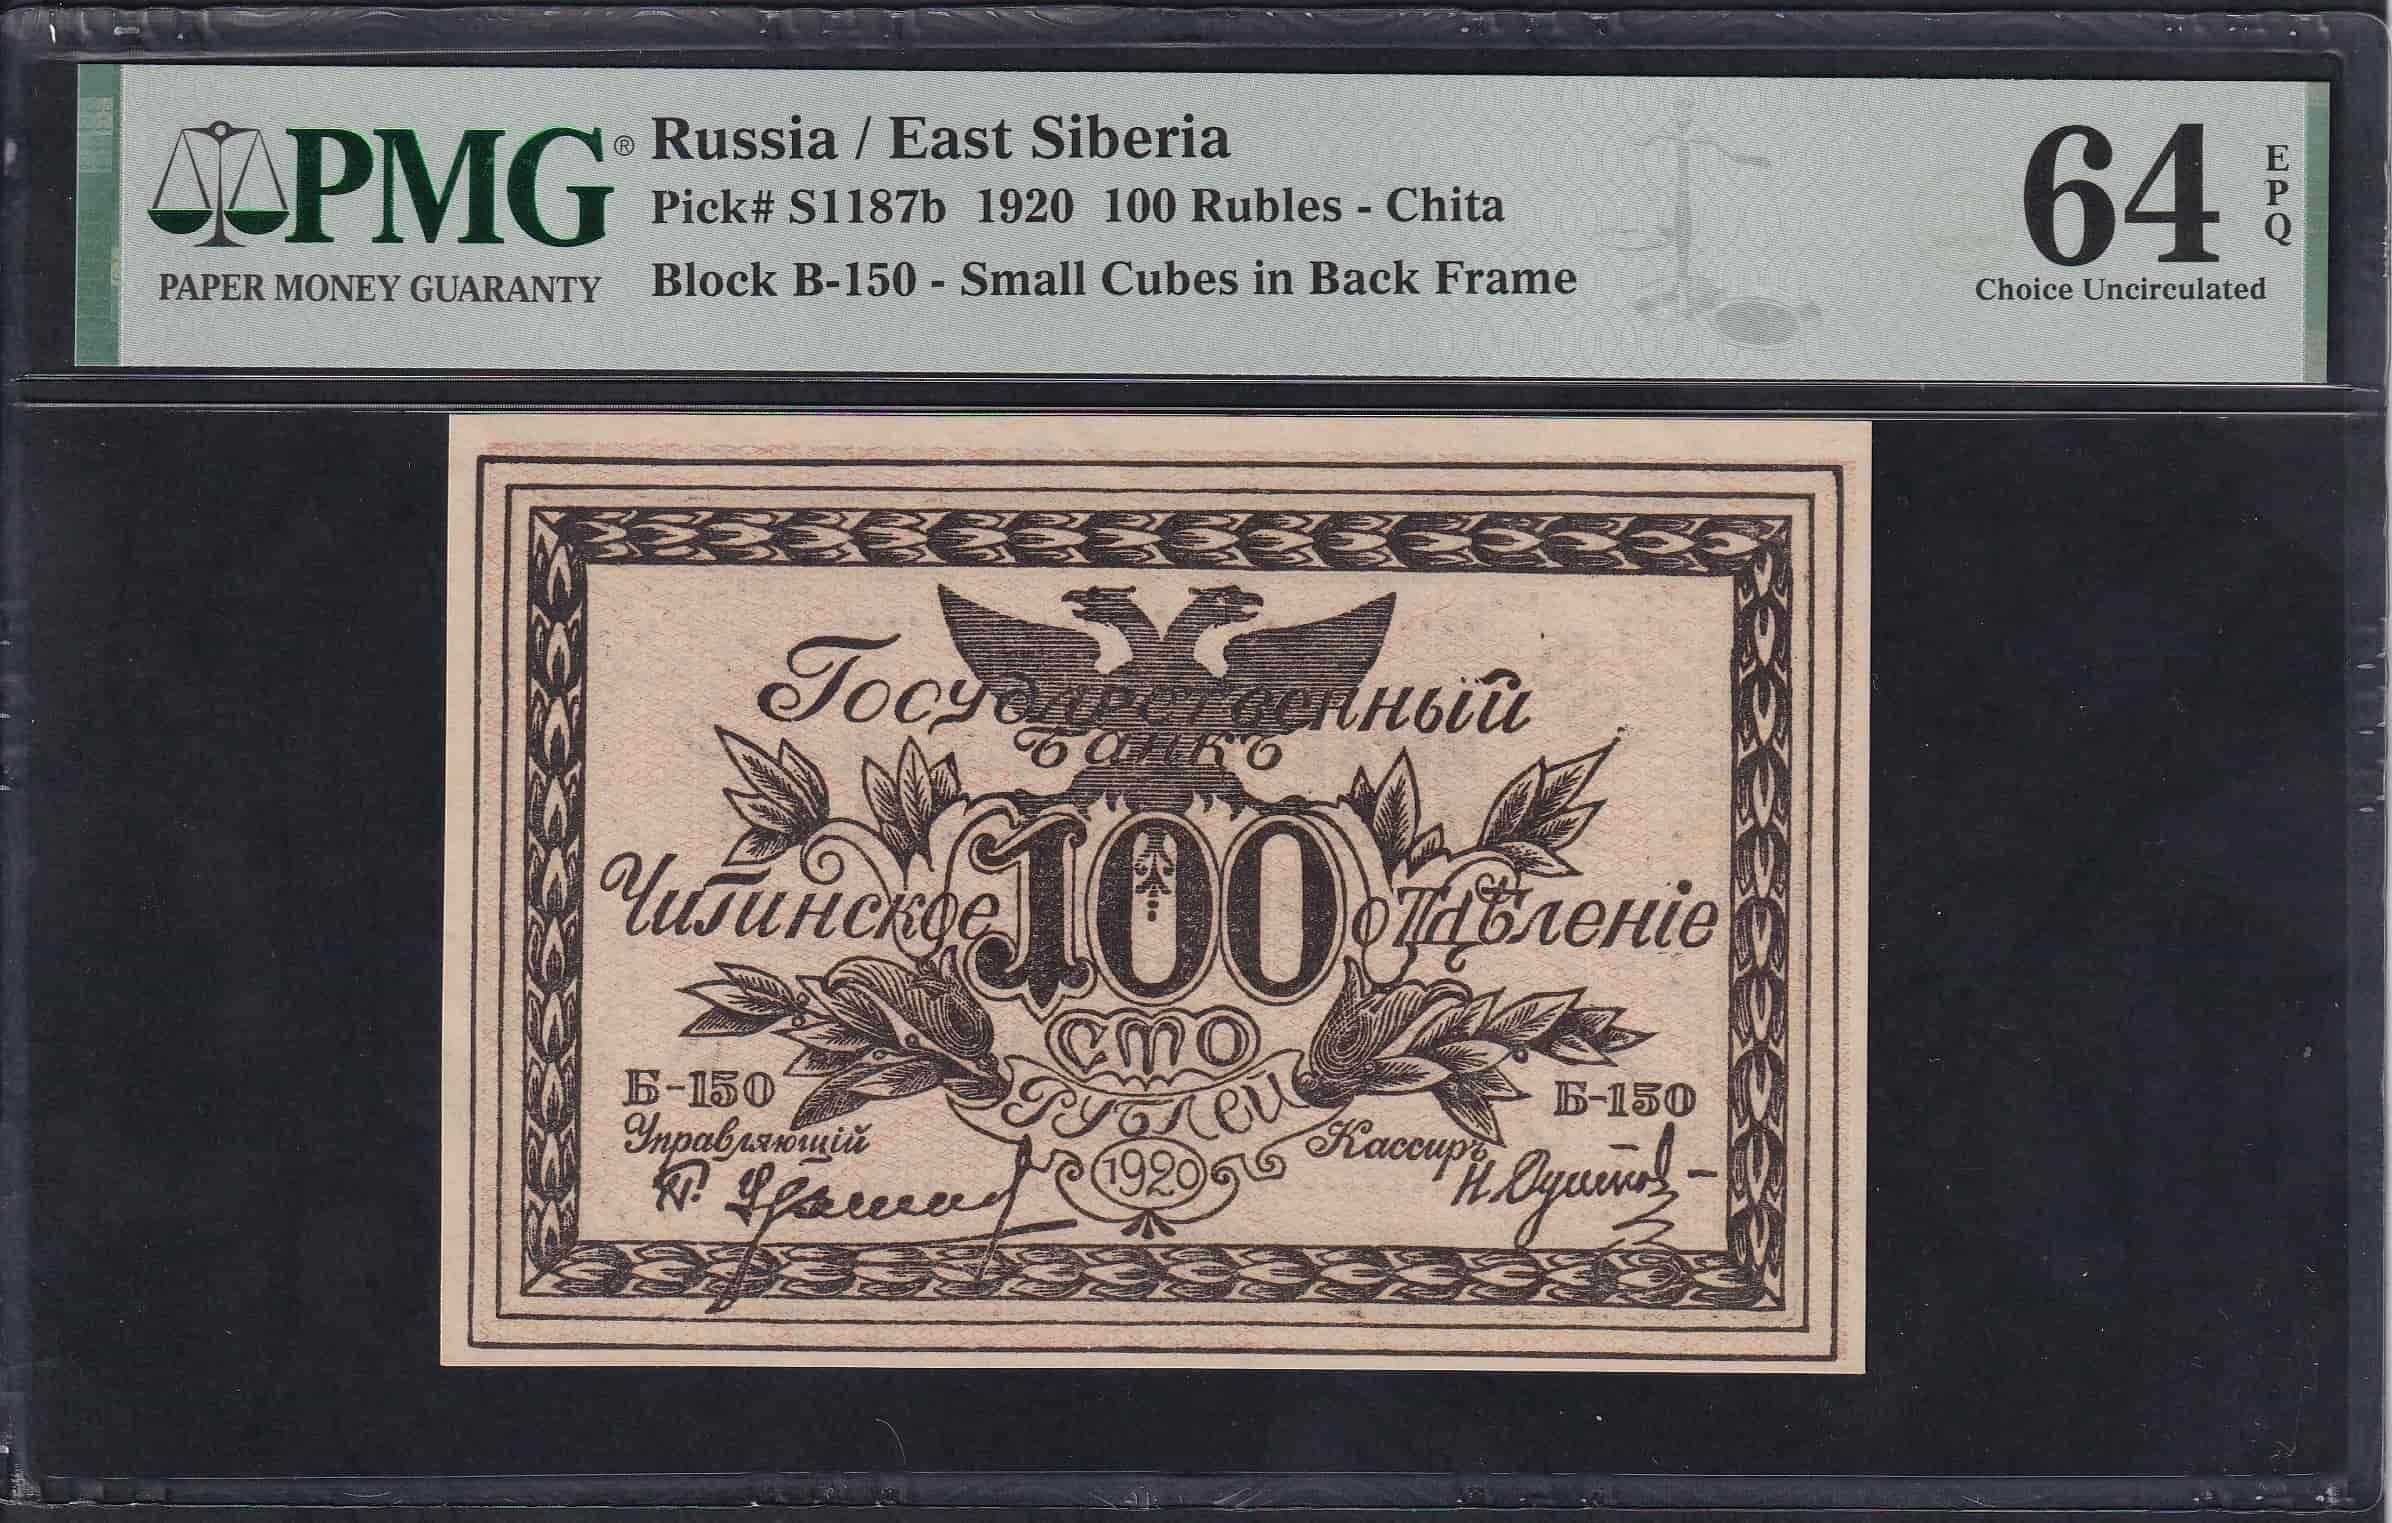 PMG®
PAPER MONEY GUARANTY
Russia / East Siberia
Pick# S1187b 1920 100 Rubles - Chita
Block B-150 - Small Cubes in Back Frame
64
EPQ
Choice Uncirculated
Государственный
банкъ
Читинское 100 отдѣленіе
сто
рублей
Б-150 Б-150
Управляющій Кассиръ
1920